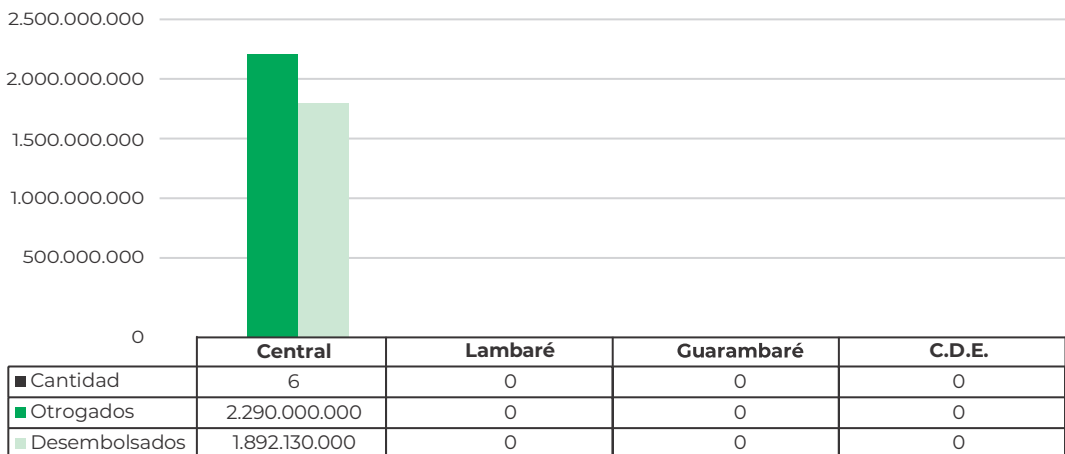 2.500.000.000
2.000.000.000
1.500.000.000
1.000.000.000
500.000.000
0
Central Lambaré Guarambaré C.D.E.
Cantidad 6 0 0 0
Otrogados 2.290.000.000 0 0 0
Desembolsados 1.892.130.000 0 0 0